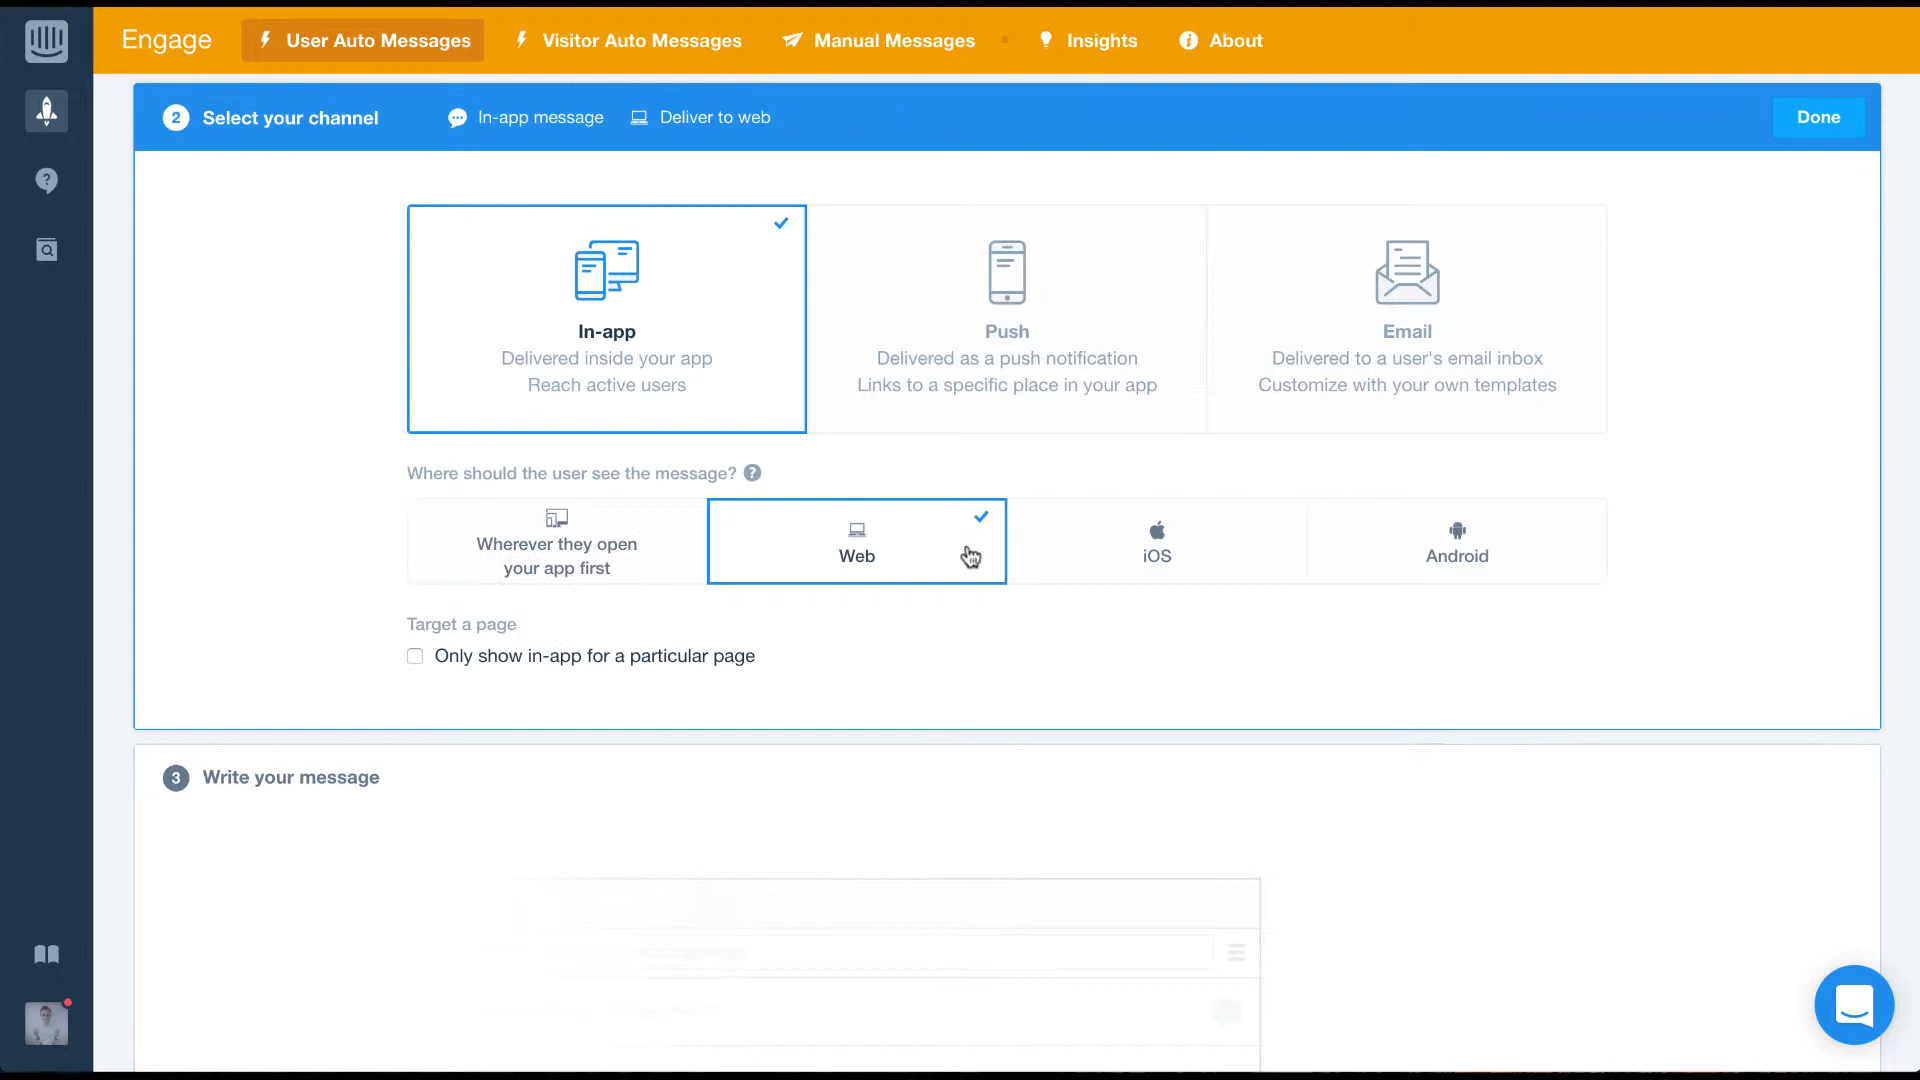 Engage
User Auto Messages
Visitor Auto Messages
Manual Messages
Insights
About
2 Select your channel
In-app message
Deliver to web
Done
In-app
Delivered inside your app
Reach active users
Push
Delivered as a push notification
Links to a specific place in your app
Email
Delivered to a user's email inbox
Customize with your own templates
Where should the user see the message? ?
Wherever they open
your app first
Web
iOS
Android
Target a page
Only show in-app for a particular page
3 Write your message